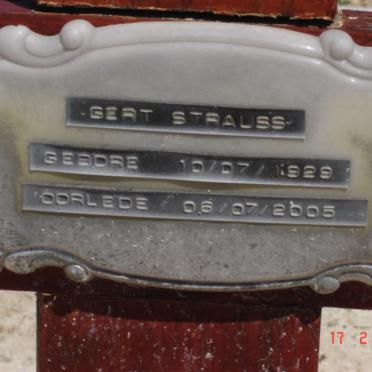 GERT STRAUSS
GEBORE 10/07/1929
OORLEDE 06/07/2005
17 2